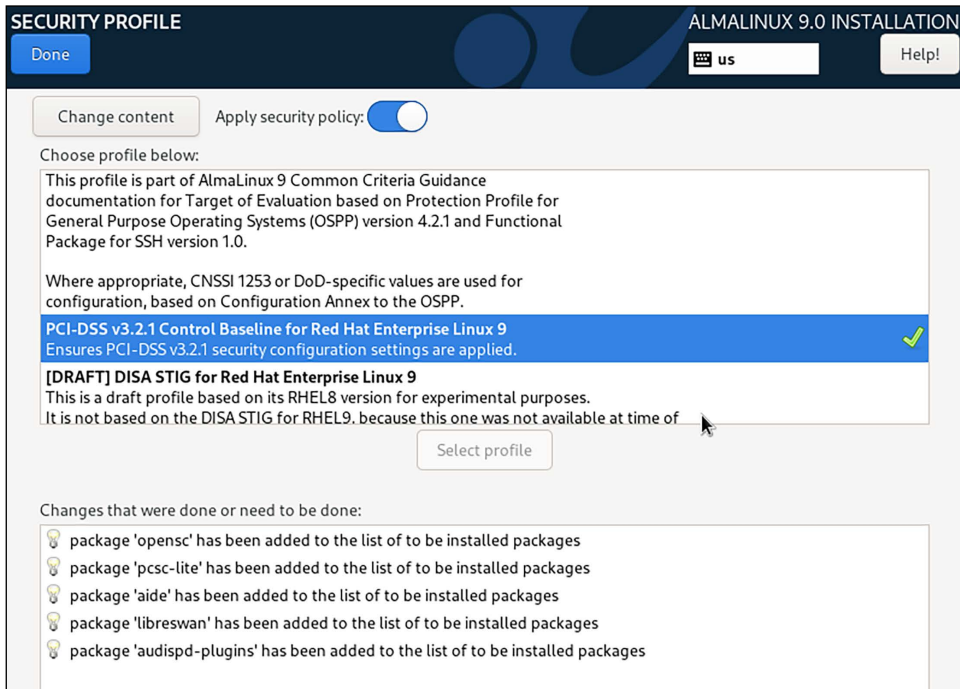 SECURITY PROFILE
ALMALINUX 9.0 INSTALLATION
Done
us
Help!
Change content
Apply security policy:
Choose profile below:
This profile is part of AlmaLinux 9 Common Criteria Guidance
documentation for Target of Evaluation based on Protection Profile for
General Purpose Operating Systems (OSPP) version 4.2.1 and Functional
Package for SSH version 1.0.
Where appropriate, CNSSI 1253 or DoD-specific values are used for
configuration, based on Configuration Annex to the OSPP.
PCI-DSS v3.2.1 Control Baseline for Red Hat Enterprise Linux 9
Ensures PCI-DSS v3.2.1 security configuration settings are applied.
[DRAFT] DISA STIG for Red Hat Enterprise Linux 9
This is a draft profile based on its RHEL8 version for experimental purposes.
It is not based on the DISA STIG for RHEL9, because this one was not available at time of
Select profile
Changes that were done or need to be done:
package 'opensc' has been added to the list of to be installed packages
package 'pcsc-lite' has been added to the list of to be installed packages
package 'aide' has been added to the list of to be installed packages
package 'libreswan' has been added to the list of to be installed packages
package 'audispd-plugins' has been added to the list of to be installed packages